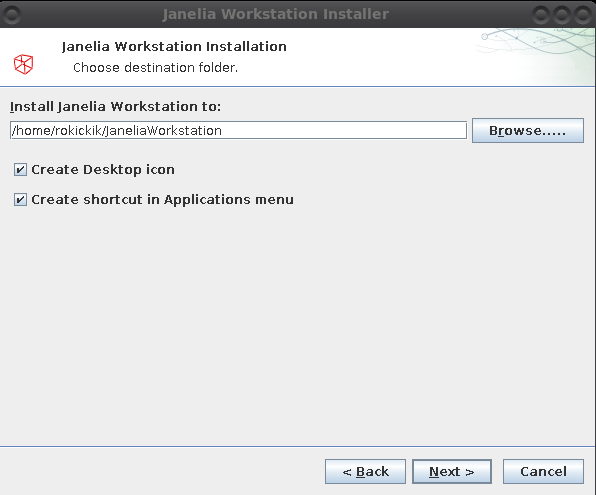 Janelia Workstation Installer
Janelia Workstation Installation
Choose destination folder.
Install Janelia Workstation to:
/home/rokickik/JaneliaWorkstation
Browse.....
Create Desktop icon
Create shortcut in Applications menu
< Back
Next >
Cancel